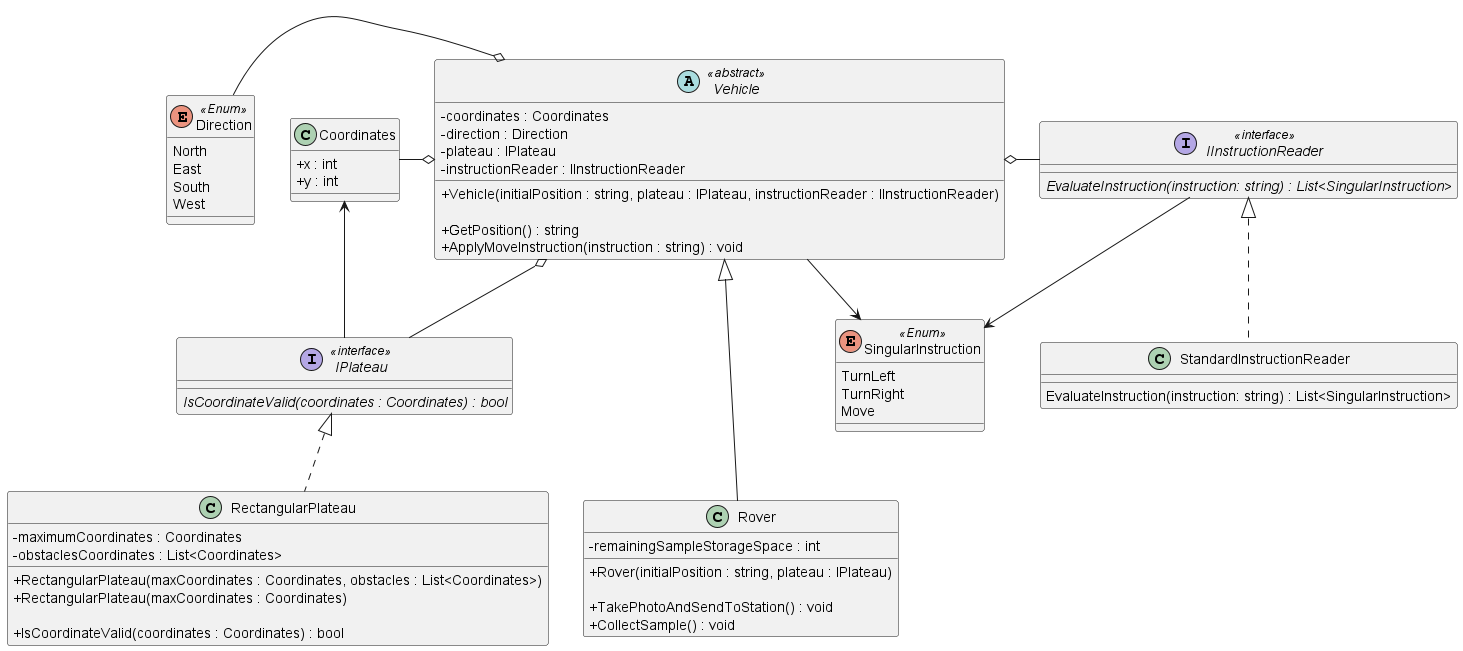 «Enum»
E Direction
North
East
South
West
C Coordinates
+x : int
+y : int
«abstract»
A Vehicle
-coordinates : Coordinates
-direction : Direction
-plateau : IPlateau
-instructionReader : IInstructionReader
+Vehicle(initialPosition : string, plateau : IPlateau, instructionReader : IInstructionReader)
+GetPosition() : string
+ApplyMoveInstruction(instruction : string) : void
«interface»
I IInstructionReader
EvaluateInstruction(instruction: string) : List<SingularInstruction>
«interface»
I IPlateau
IsCoordinateValid(coordinates : Coordinates) : bool
«Enum»
E SingularInstruction
TurnLeft
TurnRight
Move
C StandardInstructionReader
EvaluateInstruction(instruction: string) : List<SingularInstruction>
C RectangularPlateau
-maximumCoordinates : Coordinates
-obstaclesCoordinates : List<Coordinates>
+RectangularPlateau(maxCoordinates : Coordinates, obstacles : List<Coordinates>)
+RectangularPlateau(maxCoordinates : Coordinates)
+IsCoordinateValid(coordinates : Coordinates) : bool
C Rover
-remainingSampleStorageSpace : int
+Rover(initialPosition : string, plateau : IPlateau)
+TakePhotoAndSendToStation() : void
+CollectSample() : void